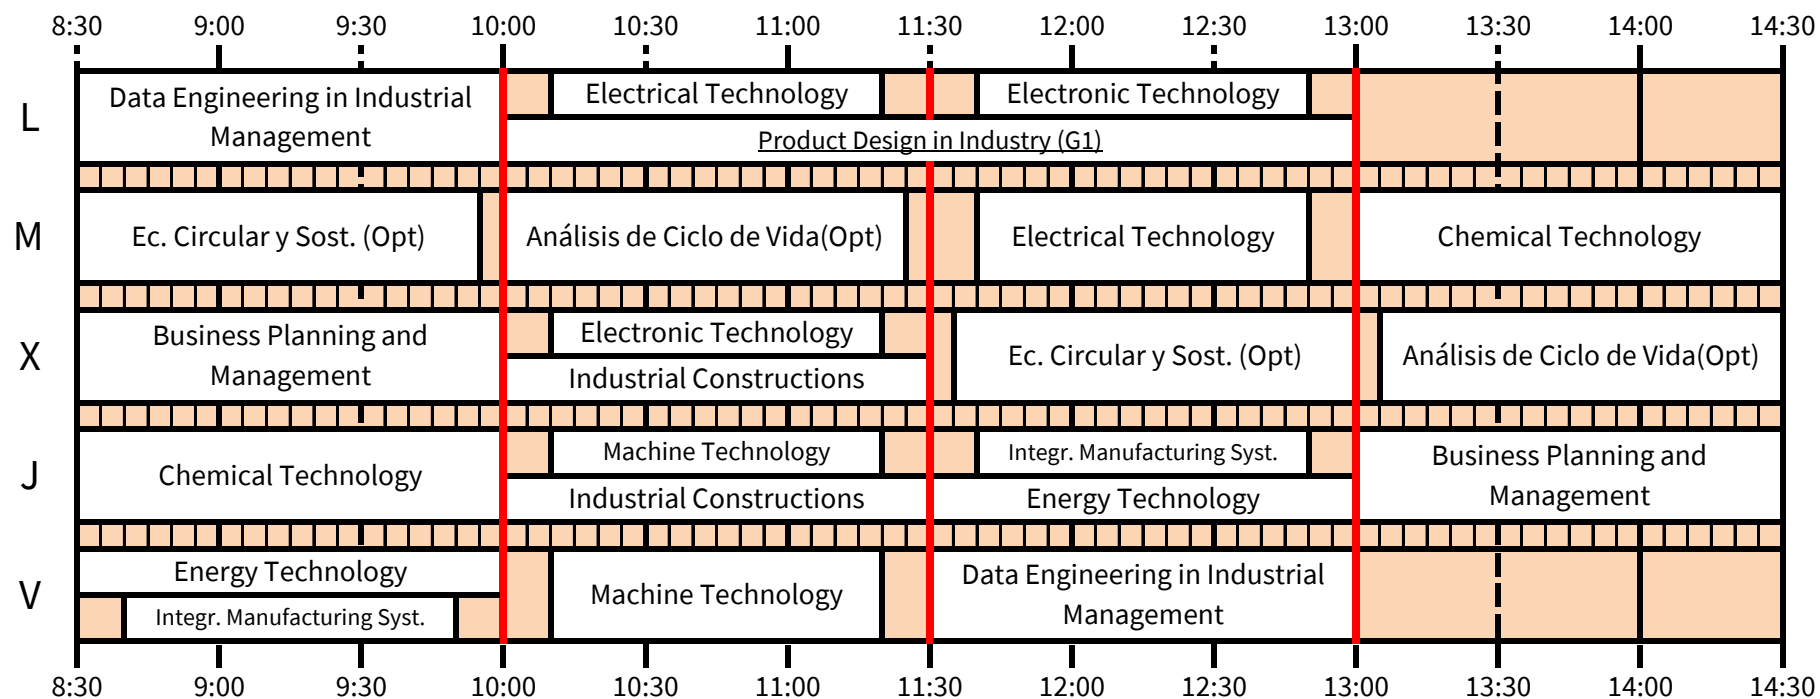 8:30 9:00 9:30 10:00 10:30 11:00 11:30 12:00 12:30 13:00 13:30 14:00 14:30
L
Data Engineering in Industrial
Management
Electrical Technology
Electronic Technology
Product Design in Industry (G1)
M
Ec. Circular y Sost. (Opt)
Análisis de Ciclo de Vida(Opt)
Electrical Technology
Chemical Technology
X
Business Planning and
Management
Electronic Technology
Industrial Constructions
Ec. Circular y Sost. (Opt)
Análisis de Ciclo de Vida(Opt)
J
Chemical Technology
Machine Technology
Industrial Constructions
Integr. Manufacturing Syst.
Energy Technology
Business Planning and
Management
V
Energy Technology
Integr. Manufacturing Syst.
Machine Technology
Data Engineering in Industrial
Management
8:30 9:00 9:30 10:00 10:30 11:00 11:30 12:00 12:30 13:00 13:30 14:00 14:30